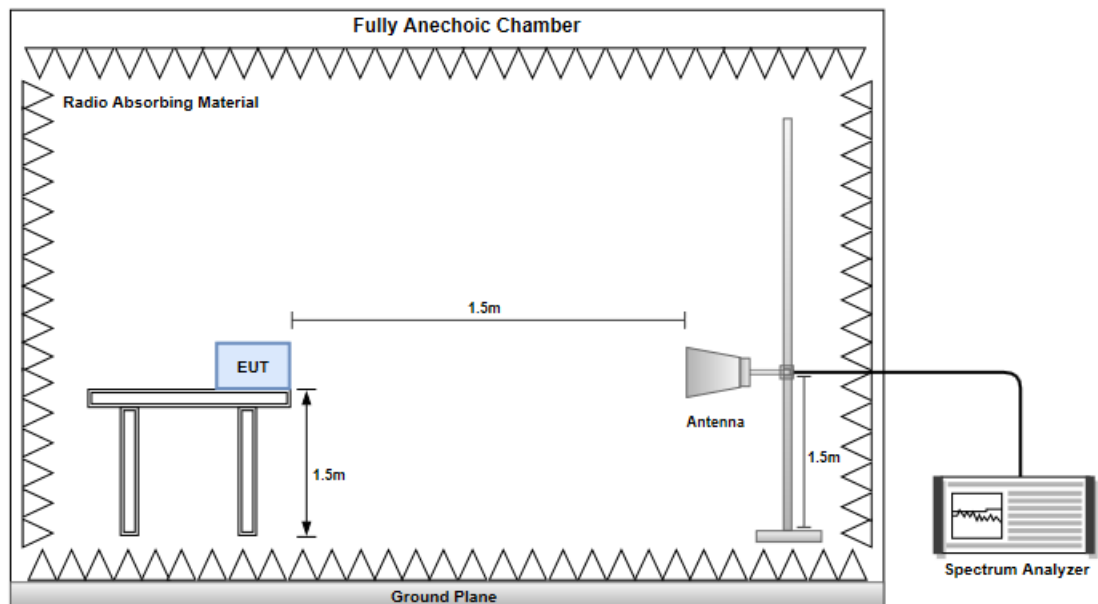 Fully Anechoic Chamber
Radio Absorbing Material
1.5m
EUT
Antenna
1.5m
1.5m
Spectrum Analyzer
Ground Plane